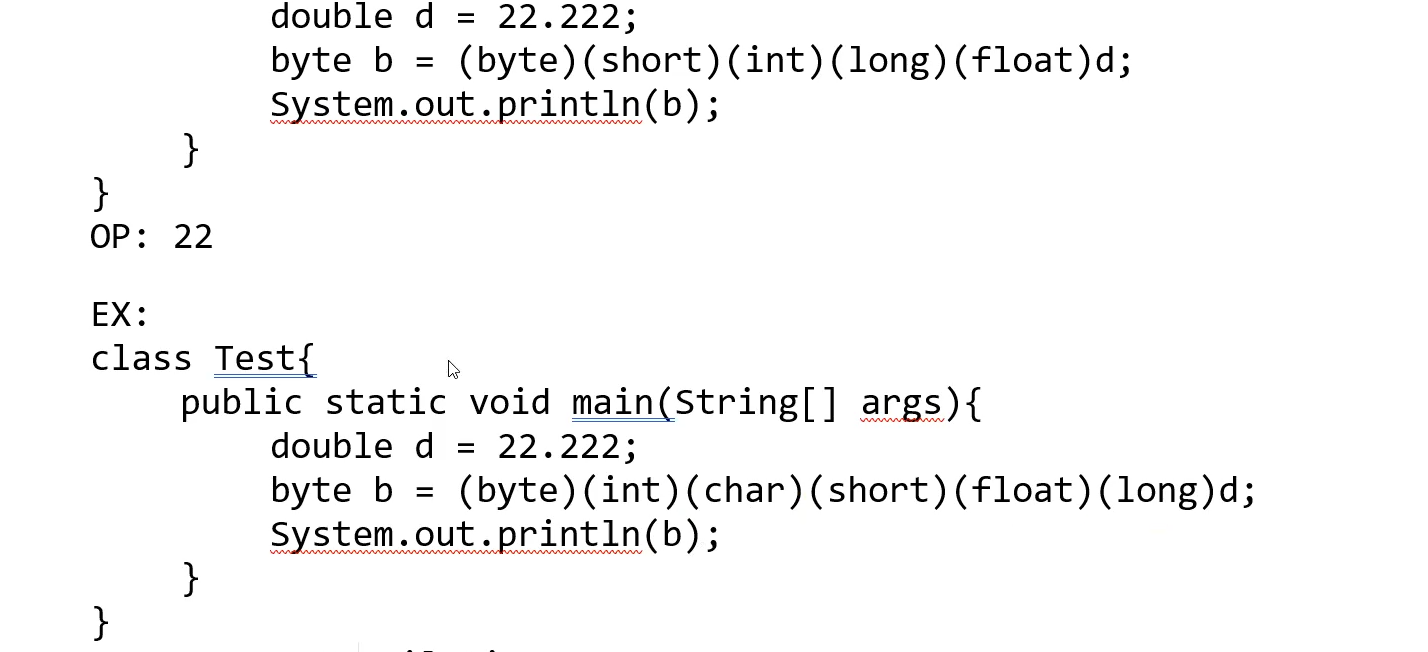 double d = 22.222;
byte b = (byte)(short)(int)(long)(float)d;
System.out.println(b);
}
}
OP: 22
EX:
class Test{
public static void main(String[] args){
double d = 22.222;
byte b = (byte)(int)(char)(short)(float)(long)d;
System.out.println(b);
}
}